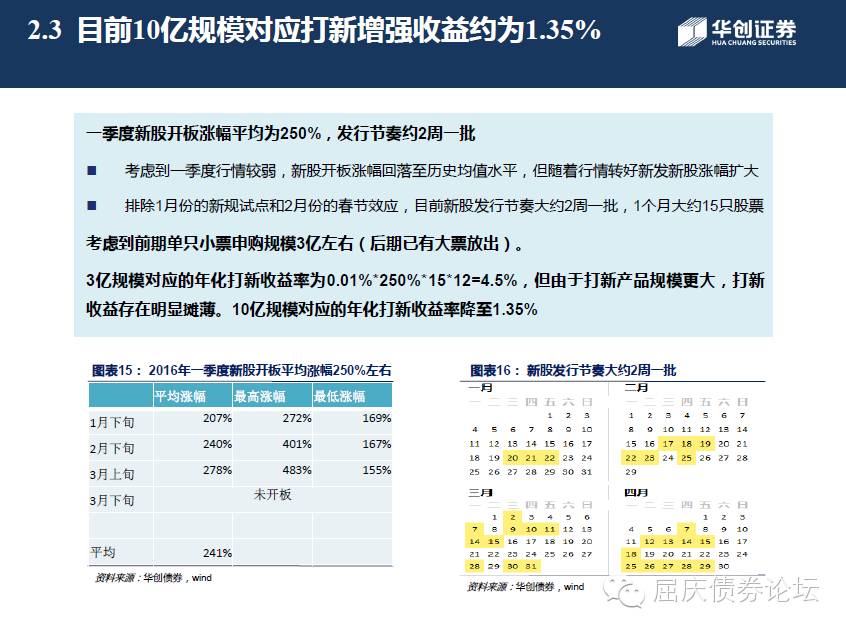 2.3 目前10亿规模对应打新增强收益约为1.35%
华创证券
HUA CHUANG SECURITIES
一季度新股开板涨幅平均为250%，发行节奏约2周一批
■ 考虑到一季度行情较弱，新股开板涨幅回落至历史均值水平，但随着行情转好新发新股涨幅扩大
■ 排除1月份的新规试点和2月份的春节效应，目前新股发行节奏大约2周一批，1个月大约15只股票
考虑到前期单只小票申购规模3亿左右（后期已有大票放出）。
3亿规模对应的年化打新收益率为0.01%*250%*15*12=4.5%，但由于打新产品规模更大，打新
收益存在明显摊薄。10亿规模对应的年化打新收益率降至1.35%
图表15： 2016年一季度新股开板平均涨幅250%左右
平均涨幅 最高涨幅 最低涨幅
1月下旬 207% 272% 169%
2月下旬 240% 401% 167%
3月上旬 278% 483% 155%
3月下旬 未开板
平均 241%
资料来源：华创债券，wind
图表16： 新股发行节奏大约2周一批
一月
一 二 三 四 五 六 日
1 2 3
4 5 6 7 8 9 10
11 12 13 14 15 16 17
18 19 20 21 22 23 24
25 26 27 28 29 30 31
二月
一 二 三 四 五 六 日
1 2 3 4 5 6 7
8 9 10 11 12 13 14
15 16 17 18 19 20 21
22 23 24 25 26 27 28
29
三月
一 二 三 四 五 六 日
1 2 3 4 5 6
7 8 9 10 11 12 13
14 15 16 17 18 19 20
21 22 23 24 25 26 27
28 29 30 31
四月
一 二 三 四 五 六 日
1 2 3
4 5 6 7 8 9 10
11 12 13 14 15 16 17
18 19 20 21 22 23 24
25 26 27 28 29 30
资料来源：华创债券，wind
屈庆债券论坛